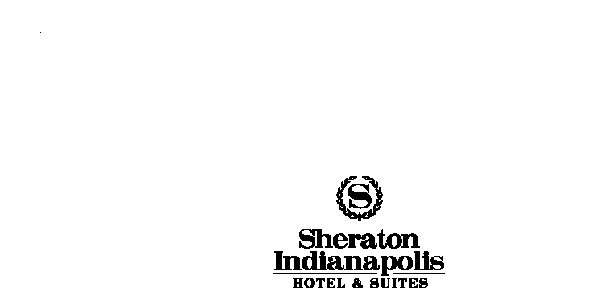 S
Sheraton
Indianapolis
HOTEL & SUITES